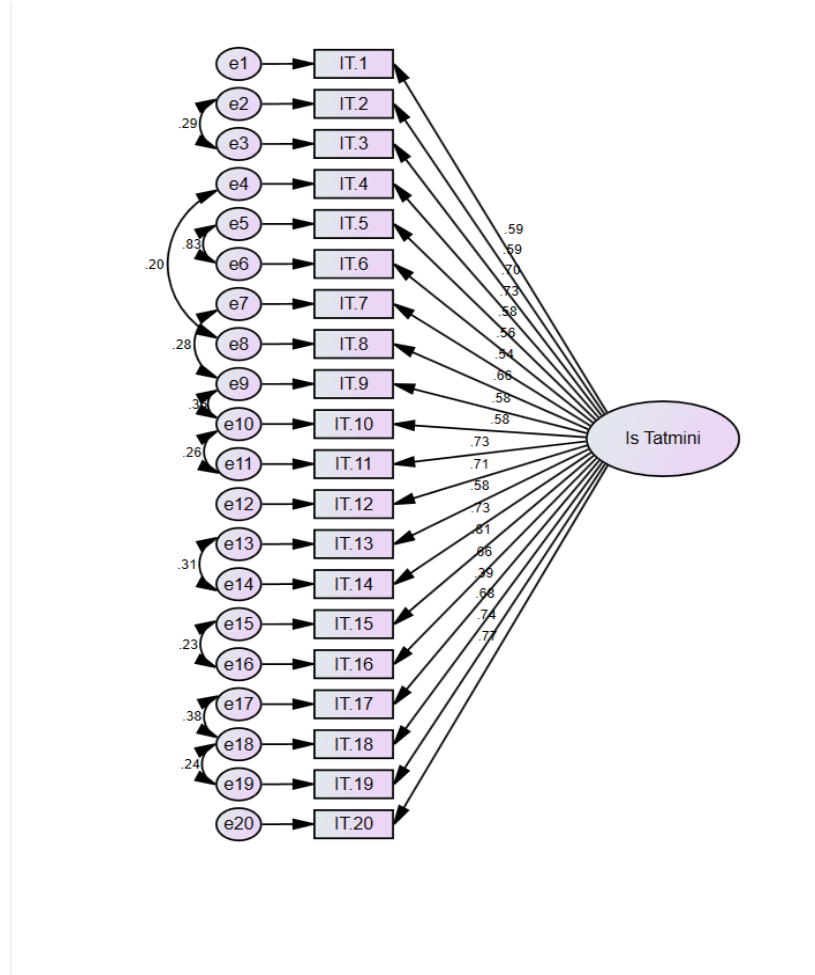 e1 IT.1
e2 IT.2
.29
e3 IT.3
e4 IT.4
e5 IT.5
.59
.83
.59
e6 IT.6
.20
.70
.73
e7 IT.7
.58
.56
e8 IT.8
.28
.54
.66
e9 IT.9
.58
e10 IT.10
.58
Is Tatmini
.73
.26
.71
e11 IT.11
.58
e12 IT.12
.73
.81
e13 IT.13
.66
.31
.39
e14 IT.14
.68
.74
e15 IT.15
.77
.23
e16 IT.16
e17 IT.17
.38
e18 IT.18
.24
e19 IT.19
e20 IT.20